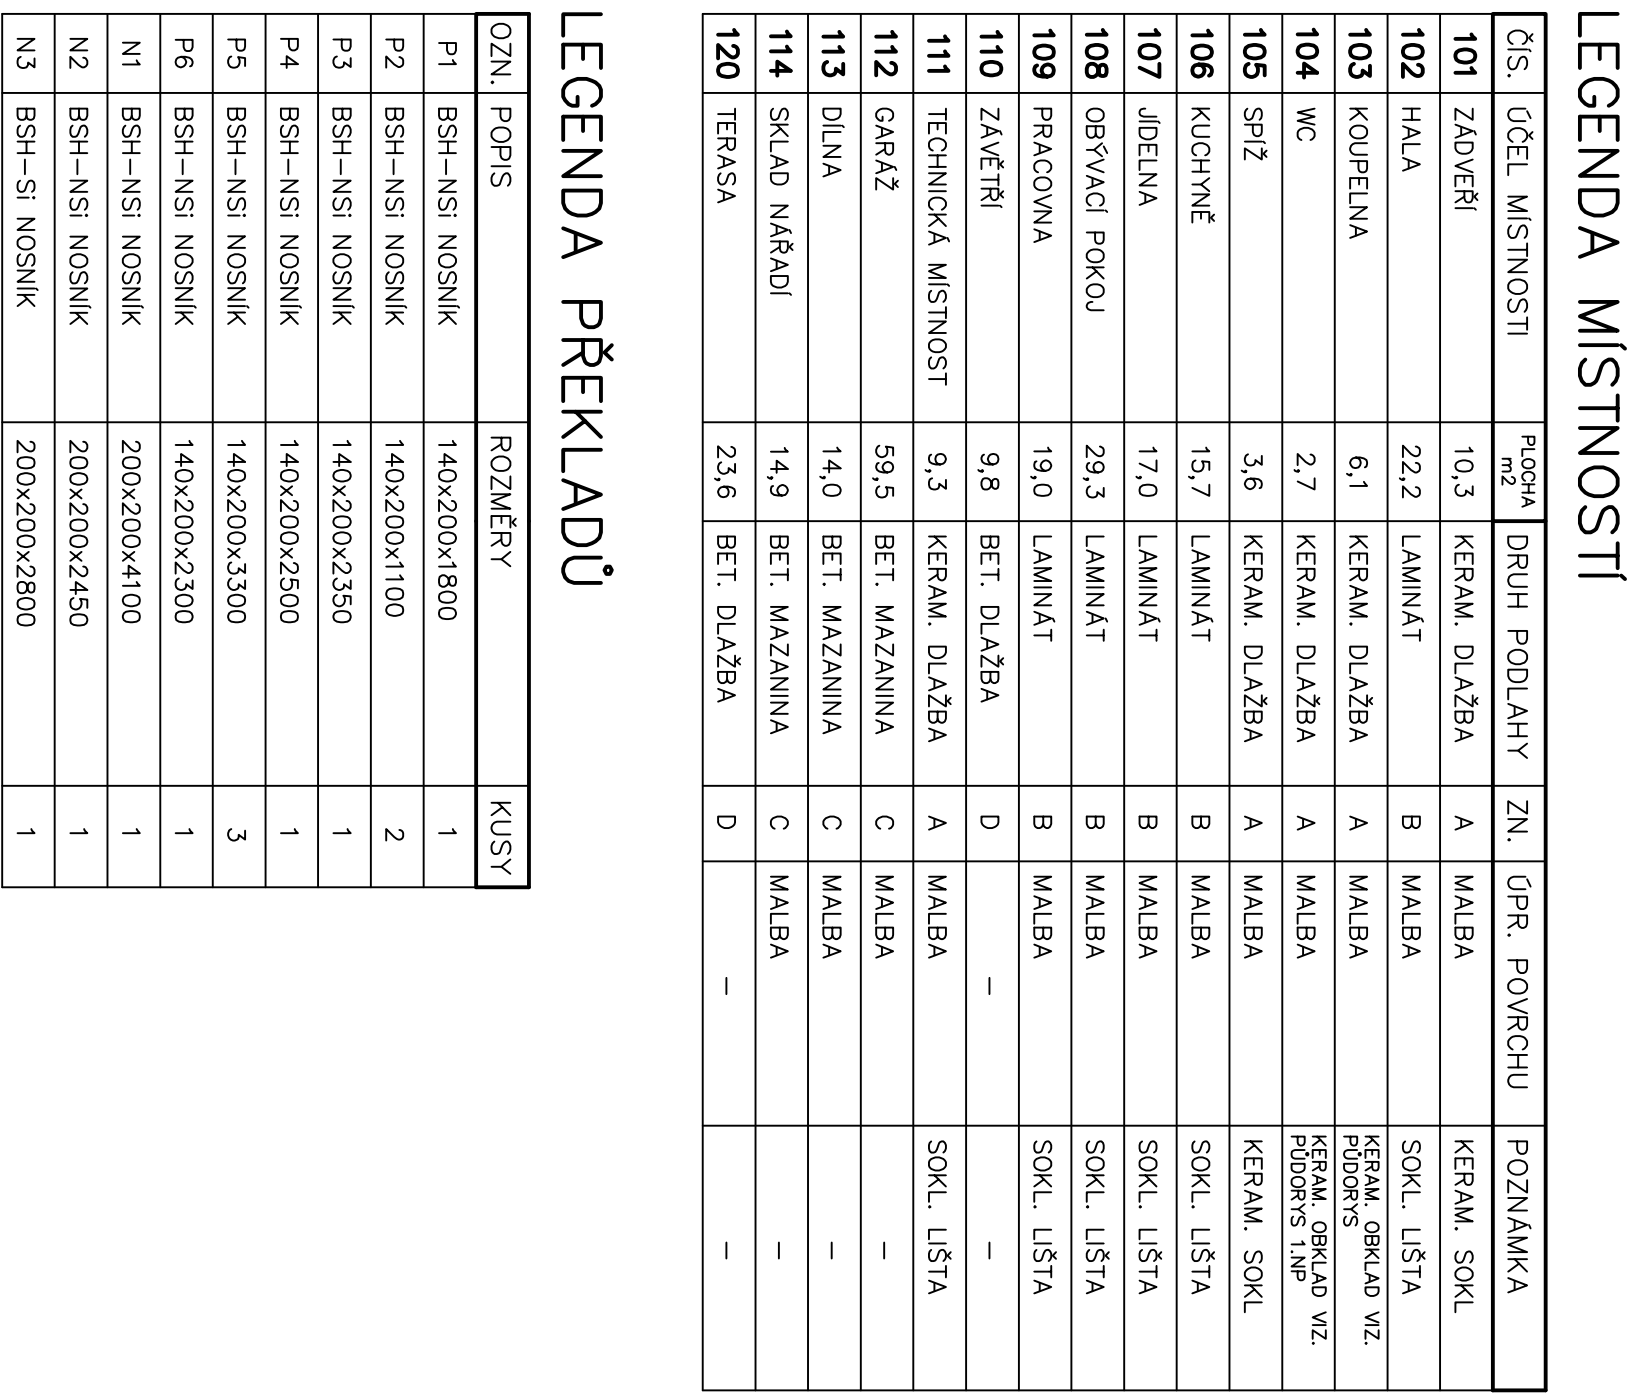 LEGENDA MÍSTNOSTÍ
ČÍS. ÚČEL MÍSTNOSTI PLOCHA m2 DRUH PODLAHY ZN. ÚPR. POVRCHU POZNÁMKA
101 ZÁDVEŘÍ 10,3 KERAM. DLAŽBA A MALBA KERAM. SOKL
102 HALA 22,2 LAMINÁT B MALBA SOKL. LIŠTA
103 KOUPELNA 6,1 KERAM. DLAŽBA A MALBA KERAM. OBKLAD VIZ. PŮDORYS
104 WC 2,7 KERAM. DLAŽBA A MALBA KERAM. OBKLAD VIZ. PŮDORYS 1.NP
105 SPÍŽ 3,6 KERAM. DLAŽBA A MALBA KERAM. SOKL
106 KUCHYNĚ 15,7 LAMINÁT B MALBA SOKL. LIŠTA
107 JÍDELNA 17,0 LAMINÁT B MALBA SOKL. LIŠTA
108 OBÝVACÍ POKOJ 29,3 LAMINÁT B MALBA SOKL. LIŠTA
109 PRACOVNA 19,0 LAMINÁT B MALBA SOKL. LIŠTA
110 ZÁVĚTŘÍ 9,8 BET. DLAŽBA D – –
111 TECHNICKÁ MÍSTNOST 9,3 KERAM. DLAŽBA A MALBA SOKL. LIŠTA
112 GARÁŽ 59,5 BET. MAZANINA C MALBA –
113 DÍLNA 14,0 BET. MAZANINA C MALBA –
114 SKLAD NÁŘADÍ 14,9 BET. MAZANINA C MALBA –
120 TERASA 23,6 BET. DLAŽBA D – –
LEGENDA PŘEKLADŮ
OZN. POPIS ROZMĚRY KUSY
P1 BSH–NSi NOSNÍK 140x200x1800 1
P2 BSH–NSi NOSNÍK 140x200x1100 2
P3 BSH–NSi NOSNÍK 140x200x2350 1
P4 BSH–NSi NOSNÍK 140x200x2500 1
P5 BSH–NSi NOSNÍK 140x200x3300 3
P6 BSH–NSi NOSNÍK 140x200x2300 1
N1 BSH–NSi NOSNÍK 200x200x4100 1
N2 BSH–NSi NOSNÍK 200x200x2450 1
N3 BSH–Si NOSNÍK 200x200x2800 1